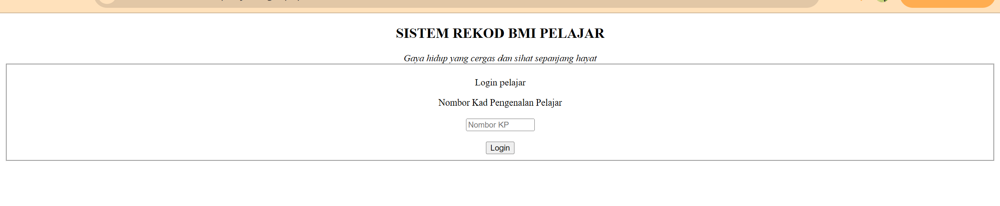 SISTEM REKOD BMI PELAJAR
Gaya hidup yang cergas dan sihat sepanjang hayat
Login pelajar
Nombor Kad Pengenalan Pelajar
Nombor KP
Login